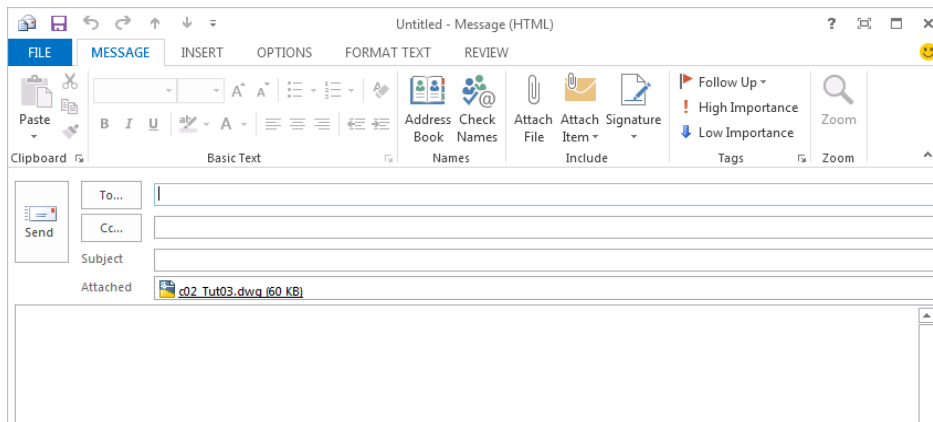 Untitled - Message (HTML)
?
FILE MESSAGE INSERT OPTIONS FORMAT TEXT REVIEW
Paste
B I U A A A
Address Book
Check Names
Attach File
Attach Item
Signature
Follow Up
High Importance
Low Importance
Zoom
Clipboard Basic Text Names Include Tags Zoom
Send
To...
Cc...
Subject
Attached c02_Tut03.dwg (60 KB)